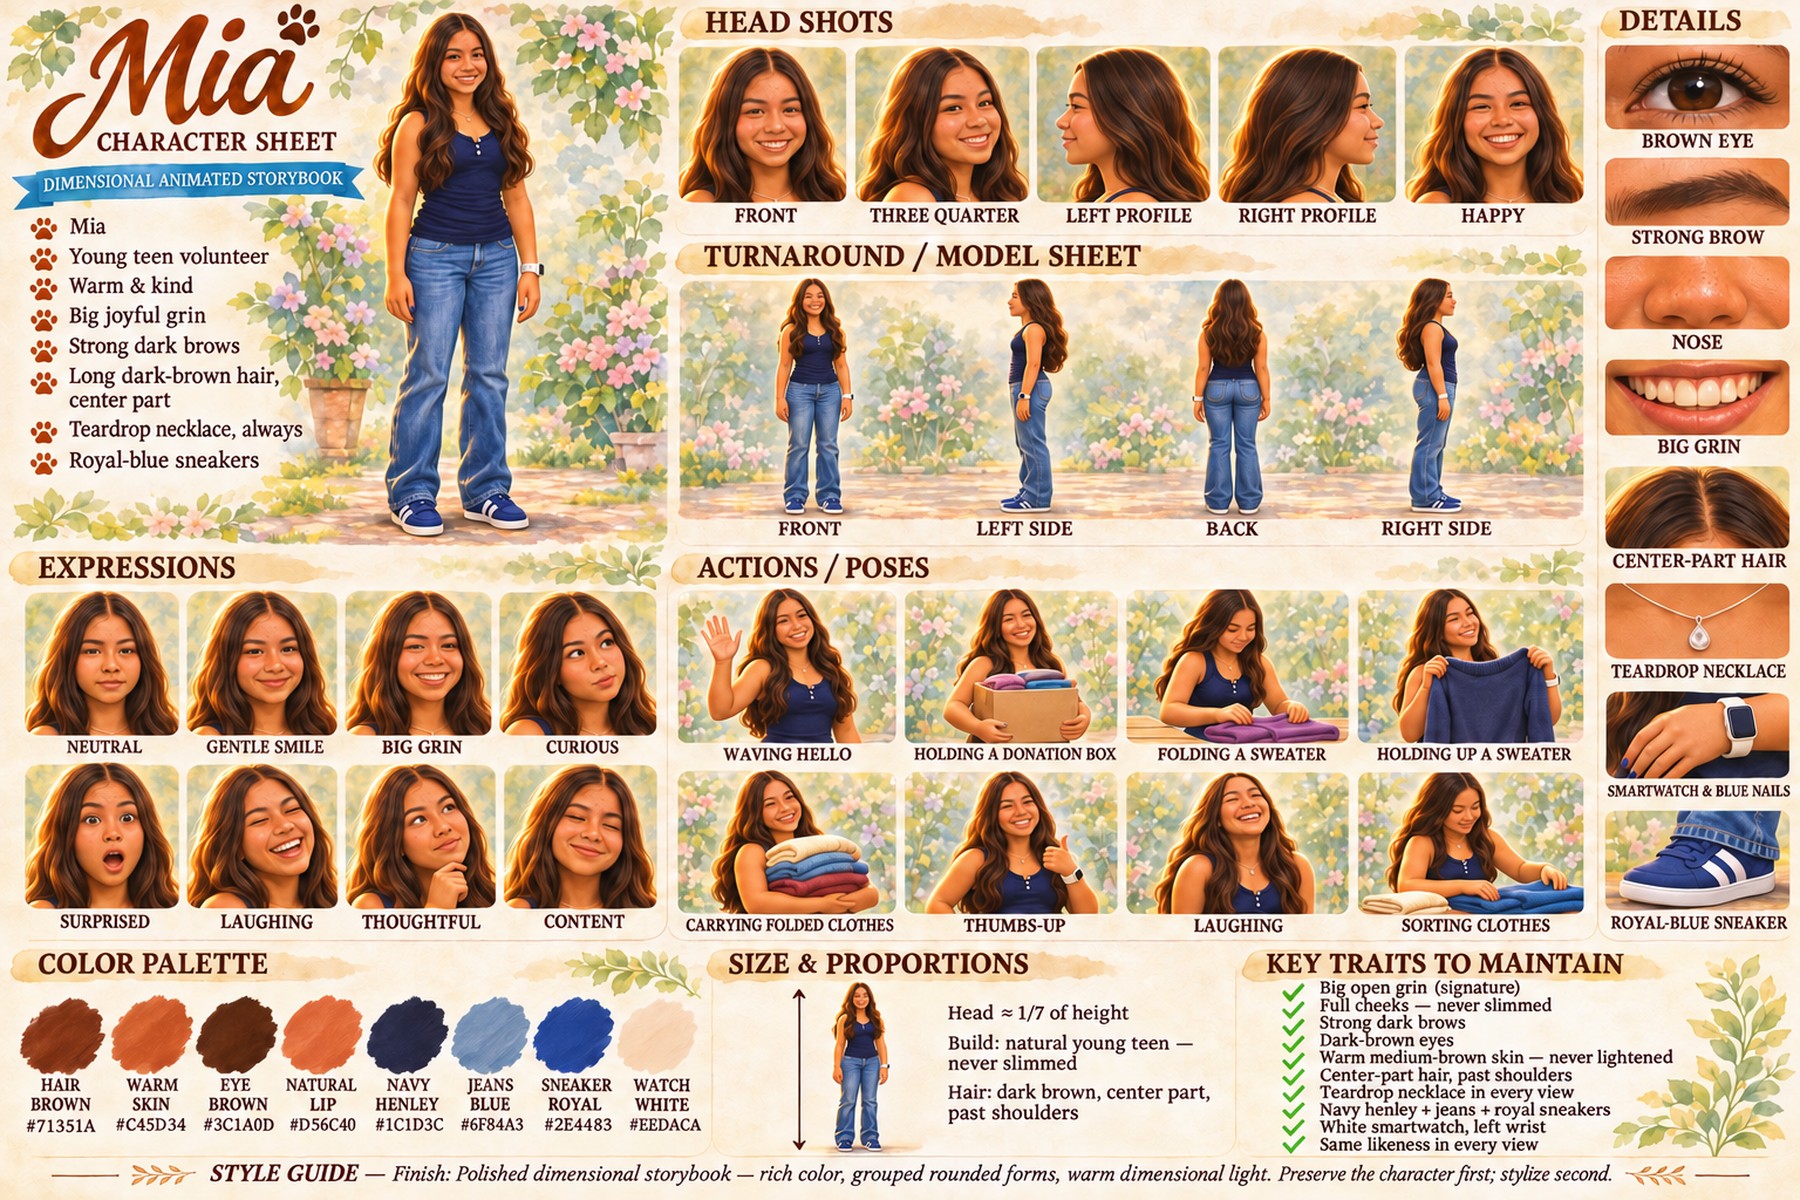 Mia
CHARACTER SHEET
DIMENSIONAL ANIMATED STORYBOOK
Mia
Young teen volunteer
Warm & kind
Big joyful grin
Strong dark brows
Long dark-brown hair,
center part
Teardrop necklace, always
Royal-blue sneakers
HEAD SHOTS
FRONT
THREE QUARTER
LEFT PROFILE
RIGHT PROFILE
HAPPY
TURNAROUND / MODEL SHEET
FRONT
LEFT SIDE
BACK
RIGHT SIDE
DETAILS
BROWN EYE
STRONG BROW
NOSE
BIG GRIN
CENTER-PART HAIR
TEARDROP NECKLACE
SMARTWATCH & BLUE NAILS
ROYAL-BLUE SNEAKER
EXPRESSIONS
NEUTRAL
GENTLE SMILE
BIG GRIN
CURIOUS
SURPRISED
LAUGHING
THOUGHTFUL
CONTENT
ACTIONS / POSES
WAVING HELLO
HOLDING A DONATION BOX
FOLDING A SWEATER
HOLDING UP A SWEATER
CARRYING FOLDED CLOTHES
THUMBS-UP
LAUGHING
SORTING CLOTHES
COLOR PALETTE
HAIR
BROWN
#71351A
WARM
SKIN
#C45D34
EYE
BROWN
#3C1A0D
NATURAL
LIP
#D56C40
NAVY
HENLEY
#1C1D3C
JEANS
BLUE
#6F84A3
SNEAKER
ROYAL
#2E4483
WATCH
WHITE
#EEDACA
SIZE & PROPORTIONS
Head ≈ 1/7 of height
Build: natural young teen —
never slimmed
Hair: dark brown, center part,
past shoulders
KEY TRAITS TO MAINTAIN
Big open grin (signature)
Full cheeks — never slimmed
Strong dark brows
Dark-brown eyes
Warm medium-brown skin — never lightened
Center-part hair, past shoulders
Teardrop necklace in every view
Navy henley + jeans + royal sneakers
White smartwatch, left wrist
Same likeness in every view
STYLE GUIDE — Finish: Polished dimensional storybook — rich color, grouped rounded forms, warm dimensional light. Preserve the character first; stylize second.